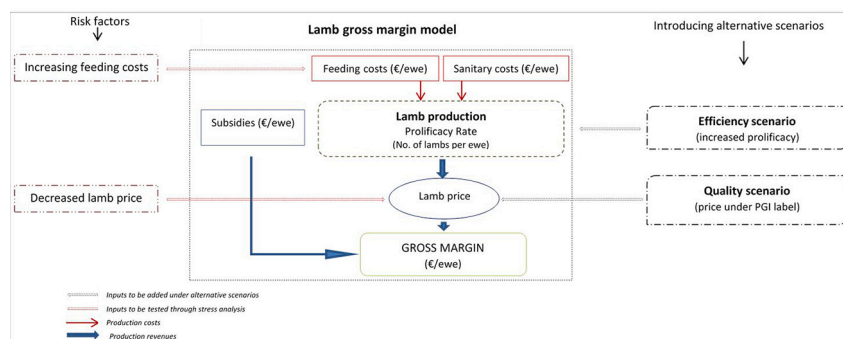 Risk factors
Lamb gross margin model
Introducing alternative scenarios
Increasing feeding costs
Feeding costs (€/ewe)
Sanitary costs (€/ewe)
Subsidies (€/ewe)
Lamb production
Prolificacy Rate
(No. of lambs per ewe)
Efficiency scenario
(increased prolificacy)
Decreased lamb price
Lamb price
Quality scenario
(price under PGI label)
GROSS MARGIN
(€/ewe)
Inputs to be added under alternative scenarios
Inputs to be tested through stress analysis
Production costs
Production revenues